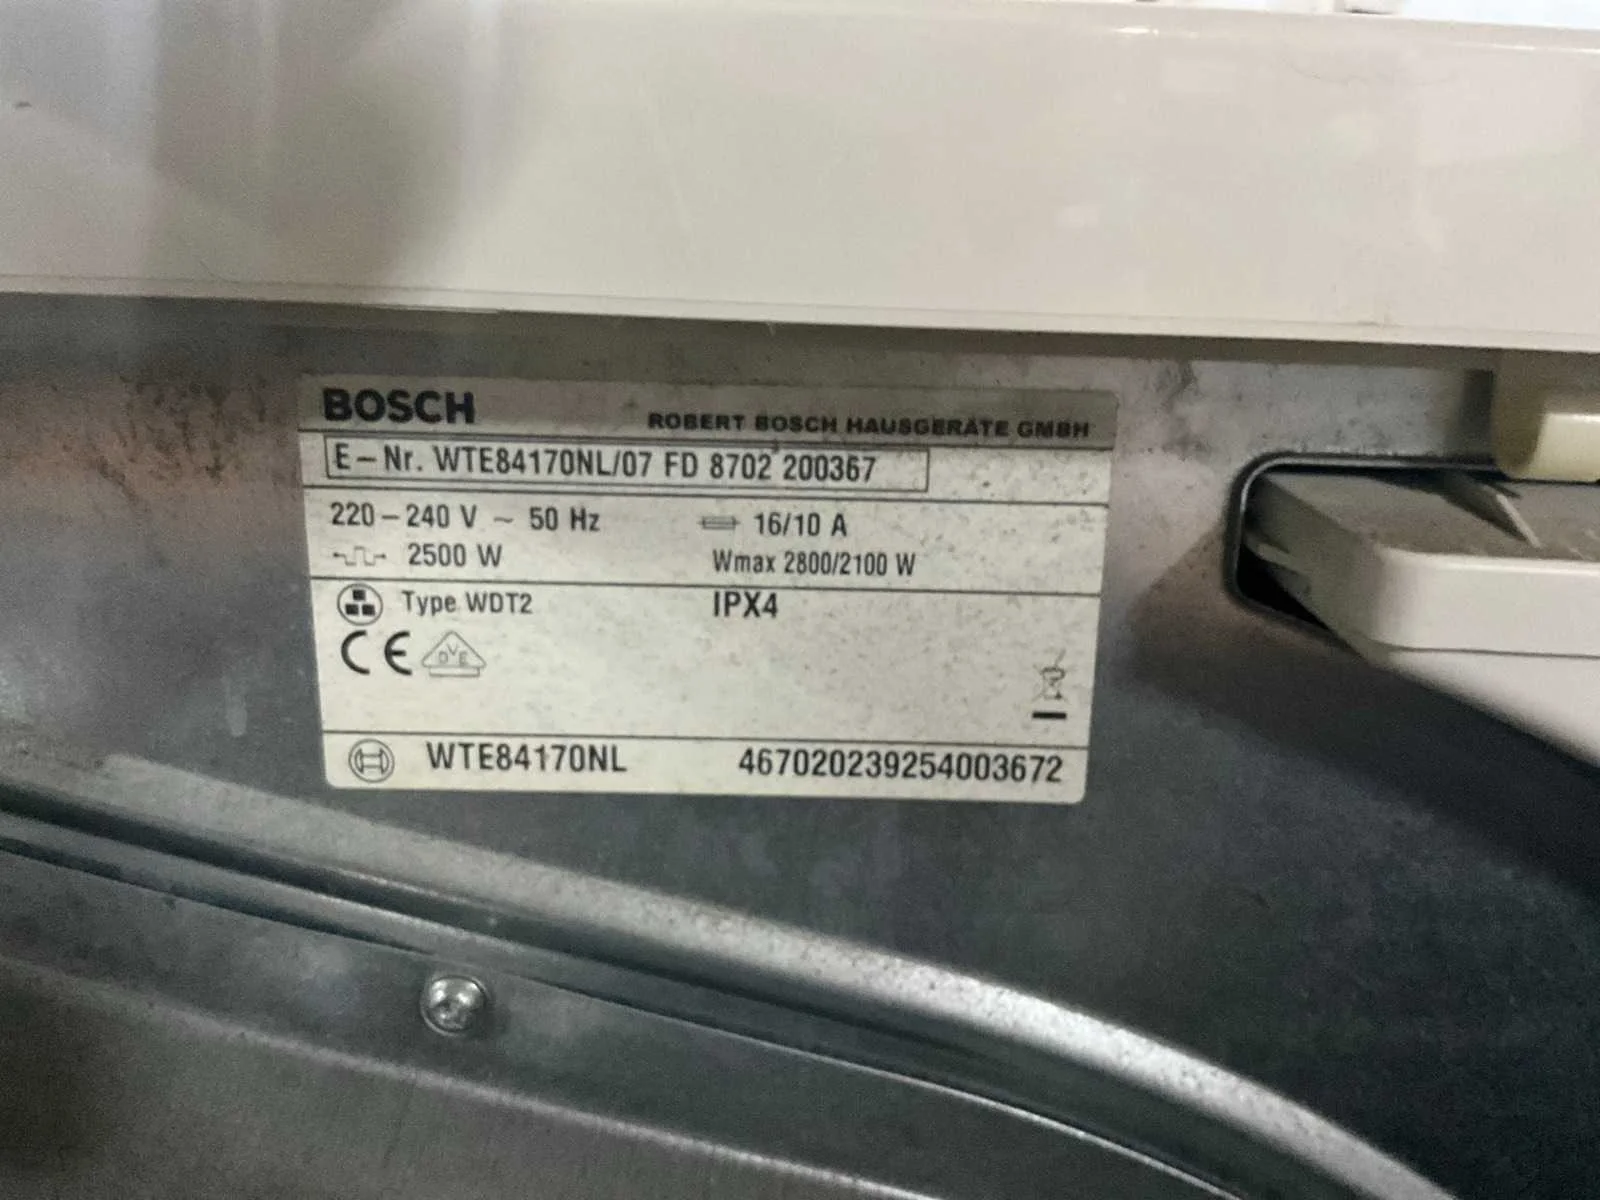 BOSCH
ROBERT BOSCH HAUSGERÄTE GMBH
E-Nr. WTE84170NL/07 FD 8702 200367
220-240 V ~ 50 Hz 16/10 A
2500 W Wmax 2800/2100 W
Type WDT2 IPX4
CE DVE
WTE84170NL 467020239254003672